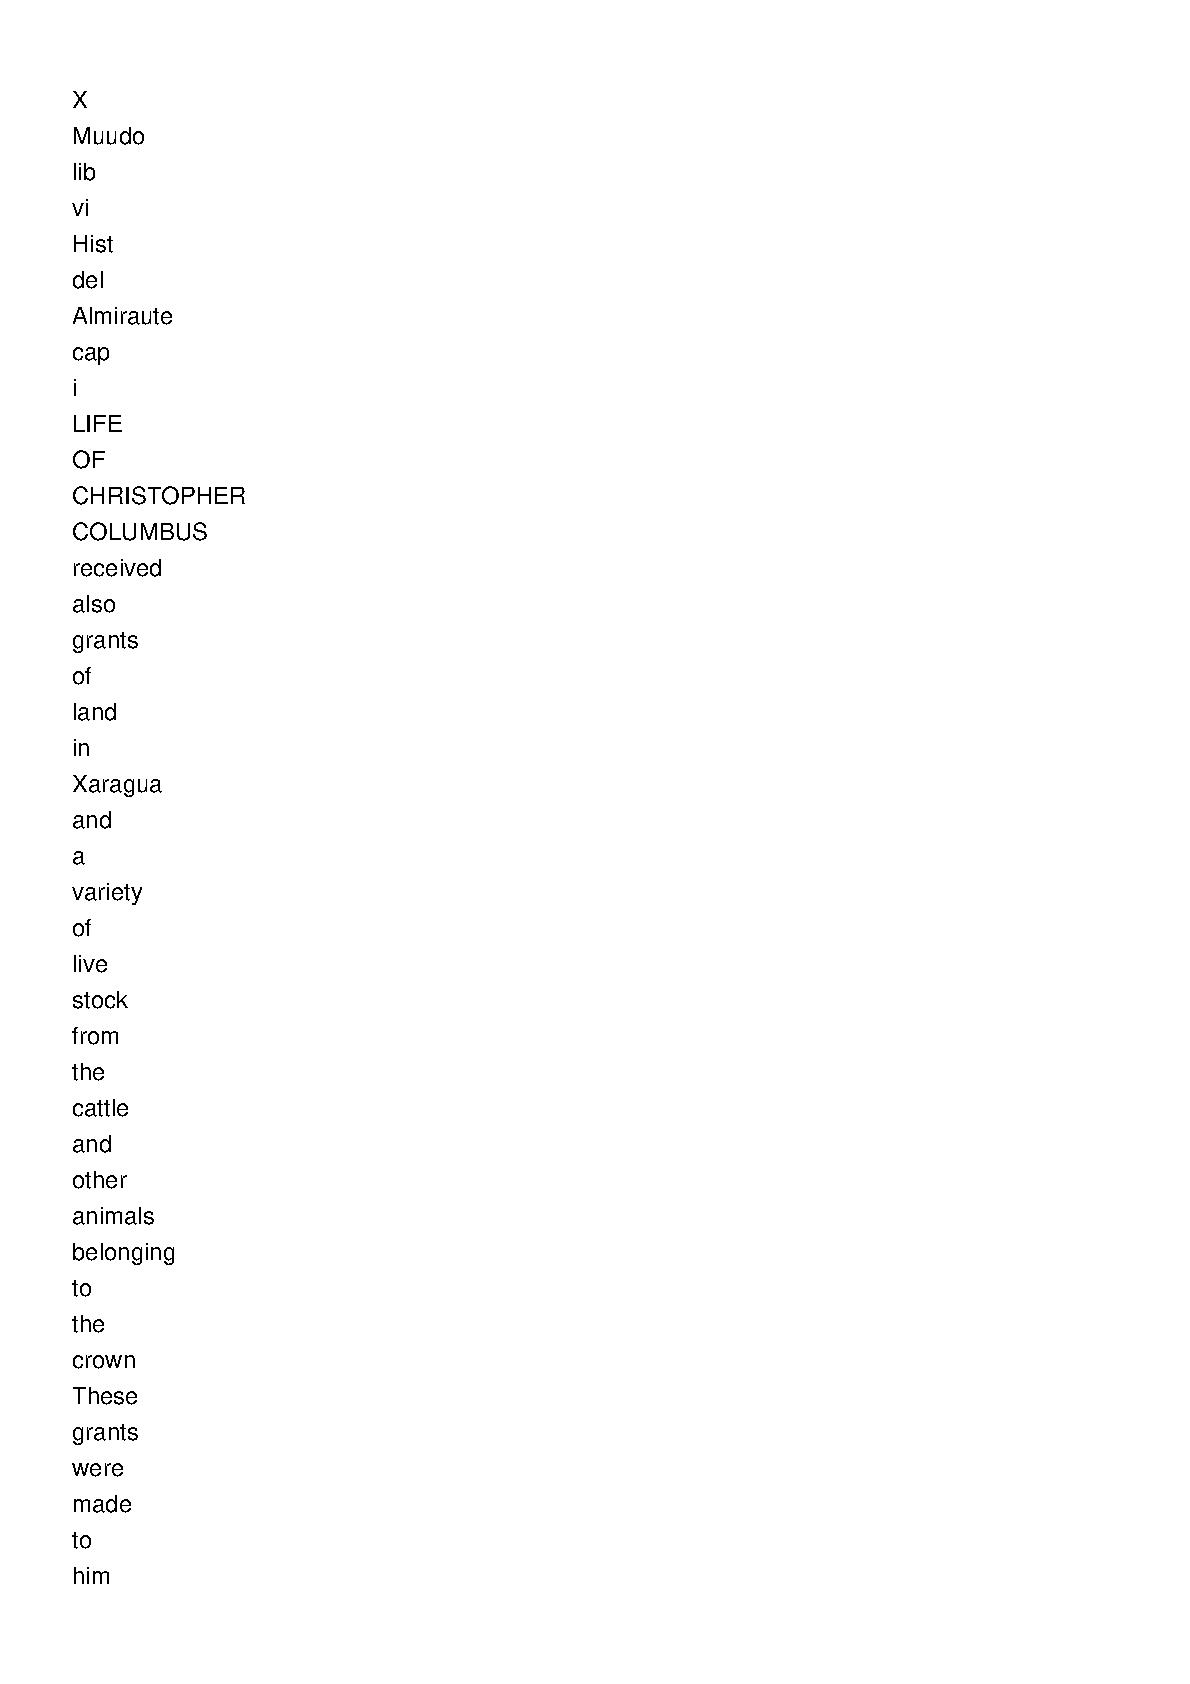 X
Muudo
lib
vi
Hist
del
Almiraute
cap
i
LIFE
OF
CHRISTOPHER
COLUMBUS
received
also
grants
of
land
in
Xaragua
and
a
variety
of
live
stock
from
the
cattle
and
other
animals
belonging
to
the
crown
These
grants
were
made
to
him